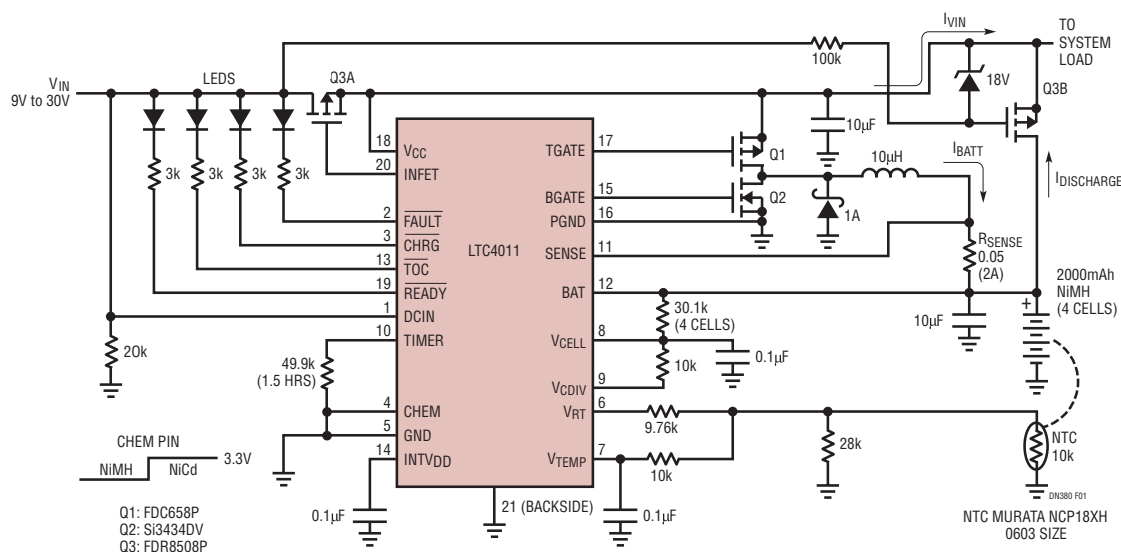 I_VIN
TO
SYSTEM
LOAD
100k
18V
Q3B
V_IN
9V to 30V
LEDS
Q3A
10µF
3k
3k
3k
3k
18
V_CC
20
INFET
TGATE
17
Q1
10µH
I_BATT
I_DISCHARGE
BGATE
15
Q2
1A
2
FAULT
PGND
16
3
CHRG
LTC4011
SENSE
11
R_SENSE
0.05
(2A)
13
TOC
19
READY
BAT
12
2000mAh
NiMH
(4 CELLS)
+
1
DCIN
30.1k
(4 CELLS)
10µF
10
TIMER
V_CELL
8
20k
49.9k
(1.5 HRS)
10k
0.1µF
V_CDIV
9
4
CHEM
V_RT
6
9.76k
5
GND
28k
NTC
10k
CHEM PIN
NiMH
NiCd
3.3V
14
INTV_DD
V_TEMP
7
10k
21 (BACKSIDE)
DN380 F01
0.1µF
0.1µF
Q1: FDC658P
Q2: Si3434DV
Q3: FDR8508P
NTC MURATA NCP18XH
0603 SIZE